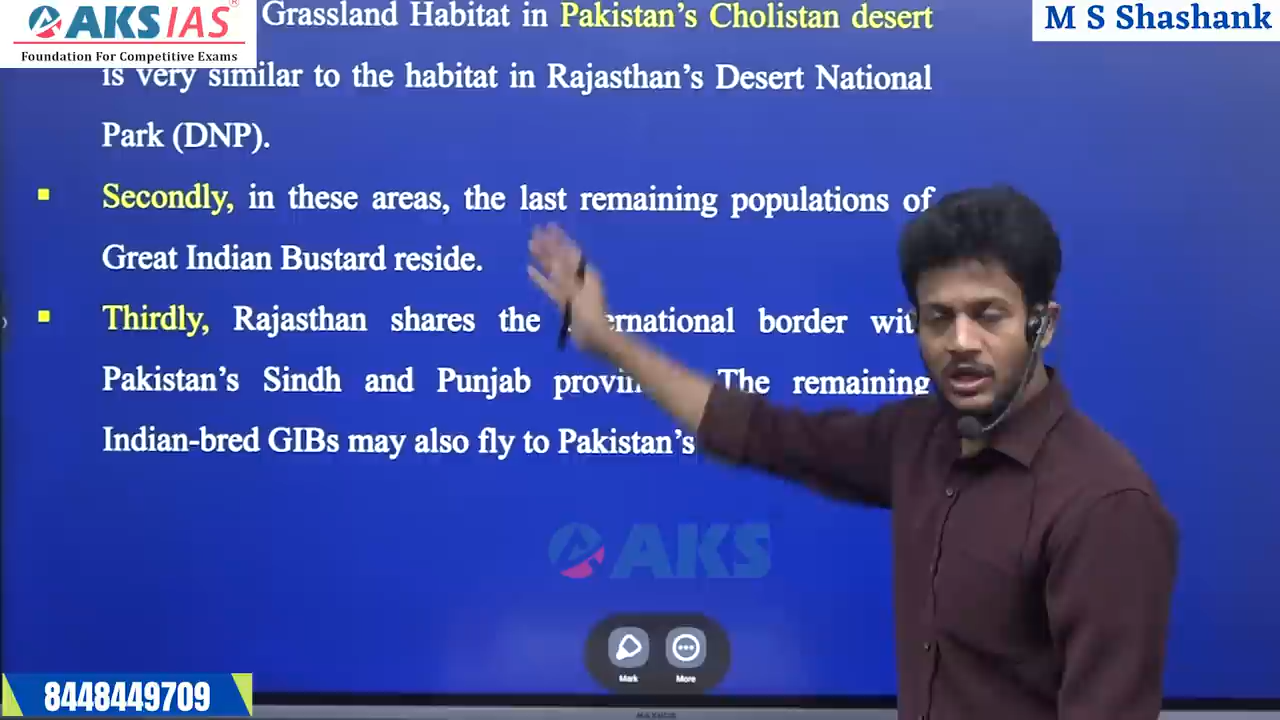 AKS IAS®
Foundation For Competitive Exams
M S Shashank
Grassland Habitat in Pakistan's Cholistan desert
is very similar to the habitat in Rajasthan's Desert National
Park (DNP).
▪ Secondly, in these areas, the last remaining populations of
Great Indian Bustard reside.
▪ Thirdly, Rajasthan shares the border with
Pakistan's Sindh and Punjab The remaining
Indian-bred GIBs may also fly to Pakistan's
AKS
Mark
More
8448449709
MAXHUB